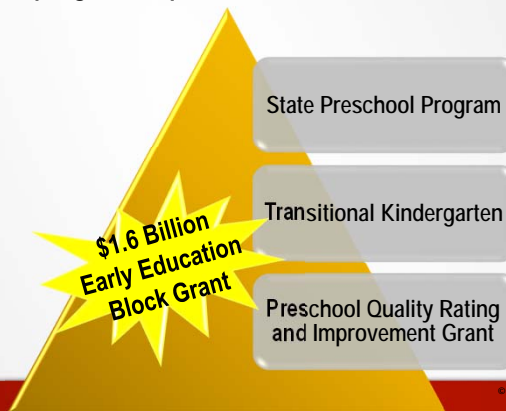 State Preschool Program
Transitional Kindergarten
$1.6 Billion
Early Education
Block Grant
Preschool Quality Rating
and Improvement Grant
©